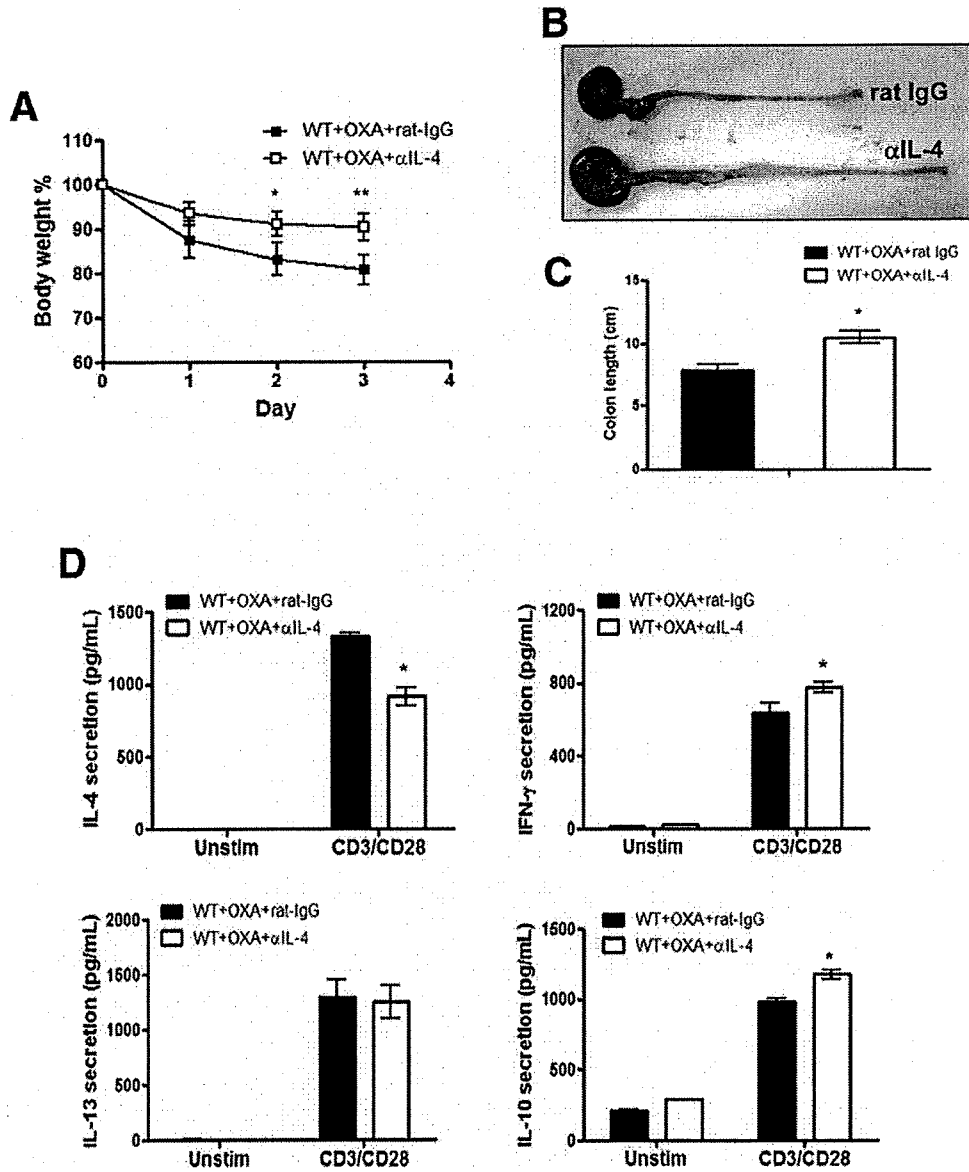 A
WT+OXA+rat-IgG
WT+OXA+αIL-4
110
100
90
80
70
60
* **
0 1 2 3 4
Body weight %
Day
B
rat IgG
αIL-4
C
WT+OXA+rat IgG
WT+OXA+αIL-4
15
10
5
0
*
Colon length (cm)
D
WT+OXA+rat-IgG
WT+OXA+αIL-4
1500
1000
500
0
*
IL-4 secretion (pg/mL)
Unstim CD3/CD28
WT+OXA+rat-IgG
WT+OXA+αIL-4
1200
800
400
0
*
IFN-γ secretion (pg/mL)
Unstim CD3/CD28
WT+OXA+rat-IgG
WT+OXA+αIL-4
2000
1500
1000
500
0
IL-13 secretion (pg/mL)
Unstim CD3/CD28
WT+OXA+rat-IgG
WT+OXA+αIL-4
1500
1000
500
0
*
IL-10 secretion (pg/mL)
Unstim CD3/CD28